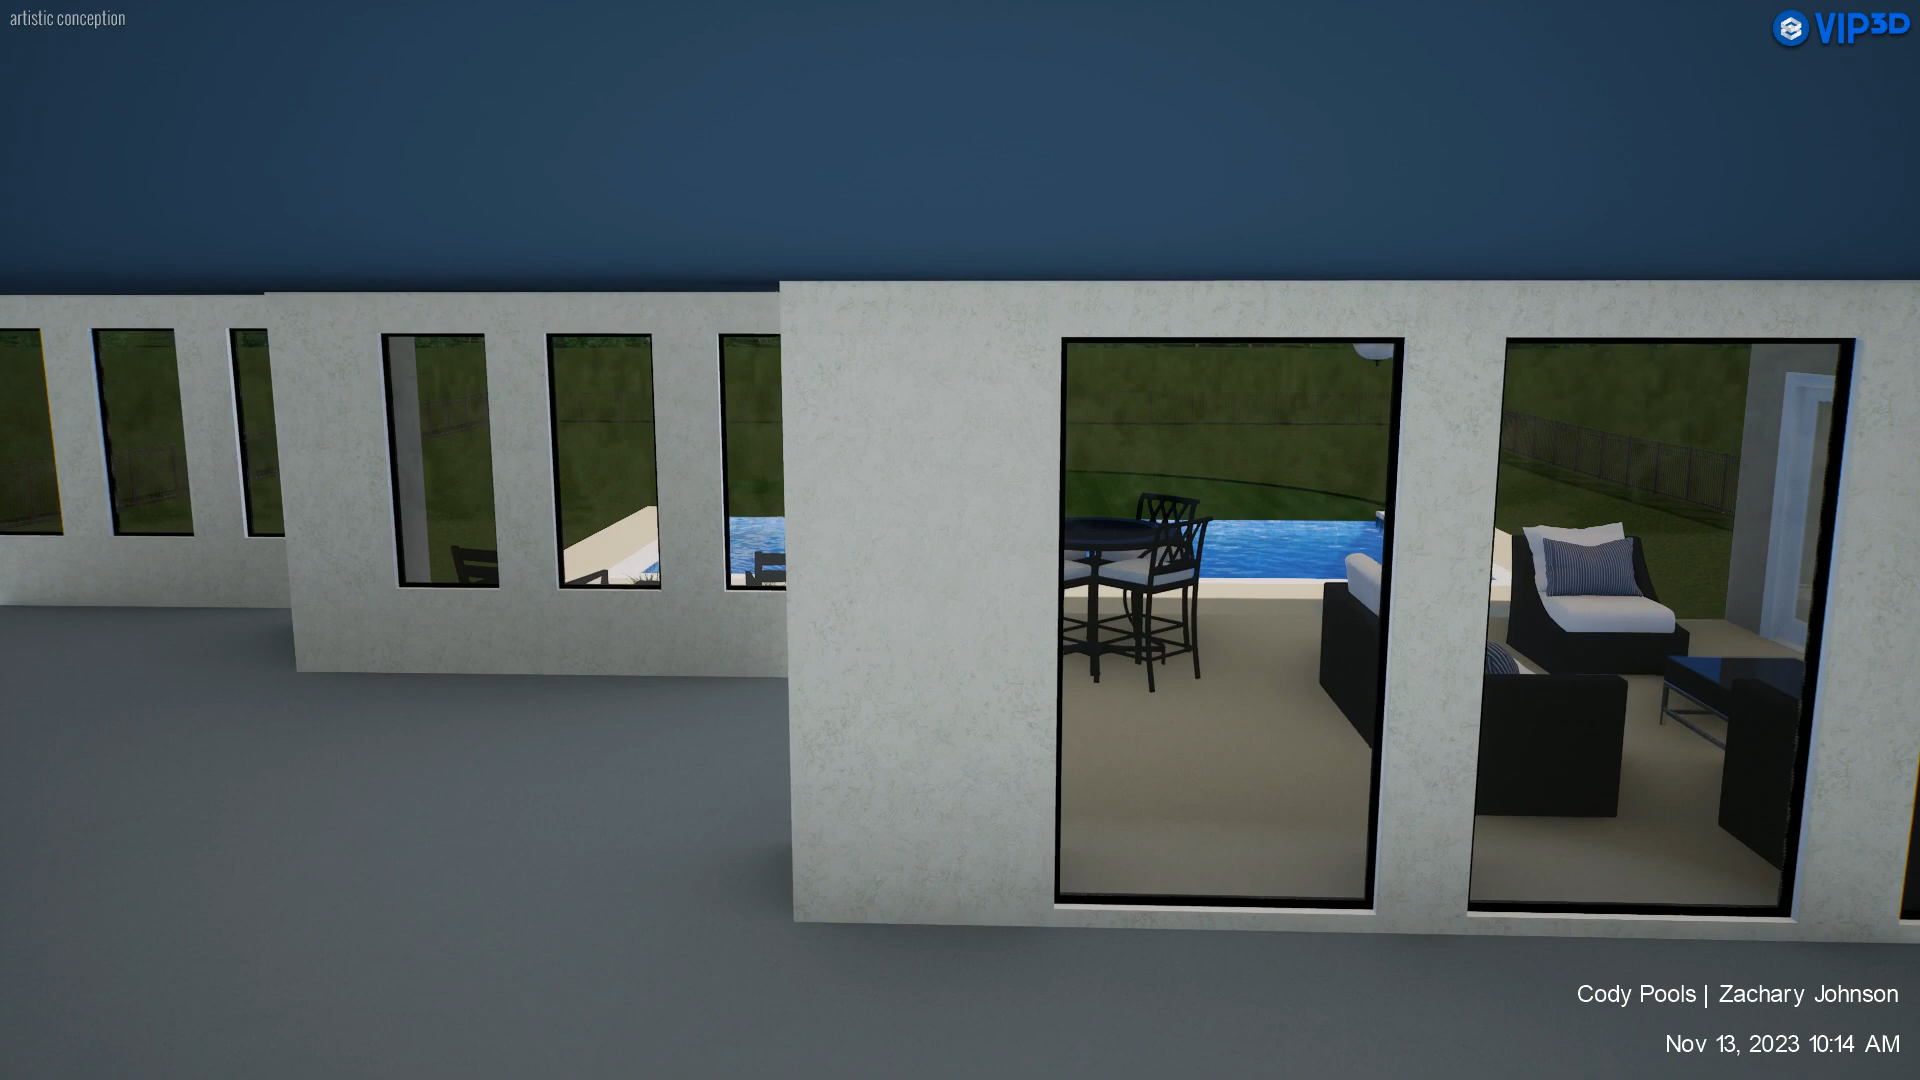 artistic conception
VIP3D
Cody Pools | Zachary Johnson
Nov 13, 2023 10:14 AM